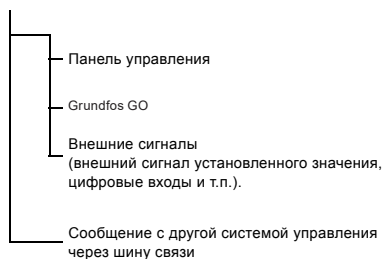 Панель управления
Grundfos GO
Внешние сигналы
(внешний сигнал установленного значения,
цифровые входы и т.п.).
Сообщение с другой системой управления
через шину связи